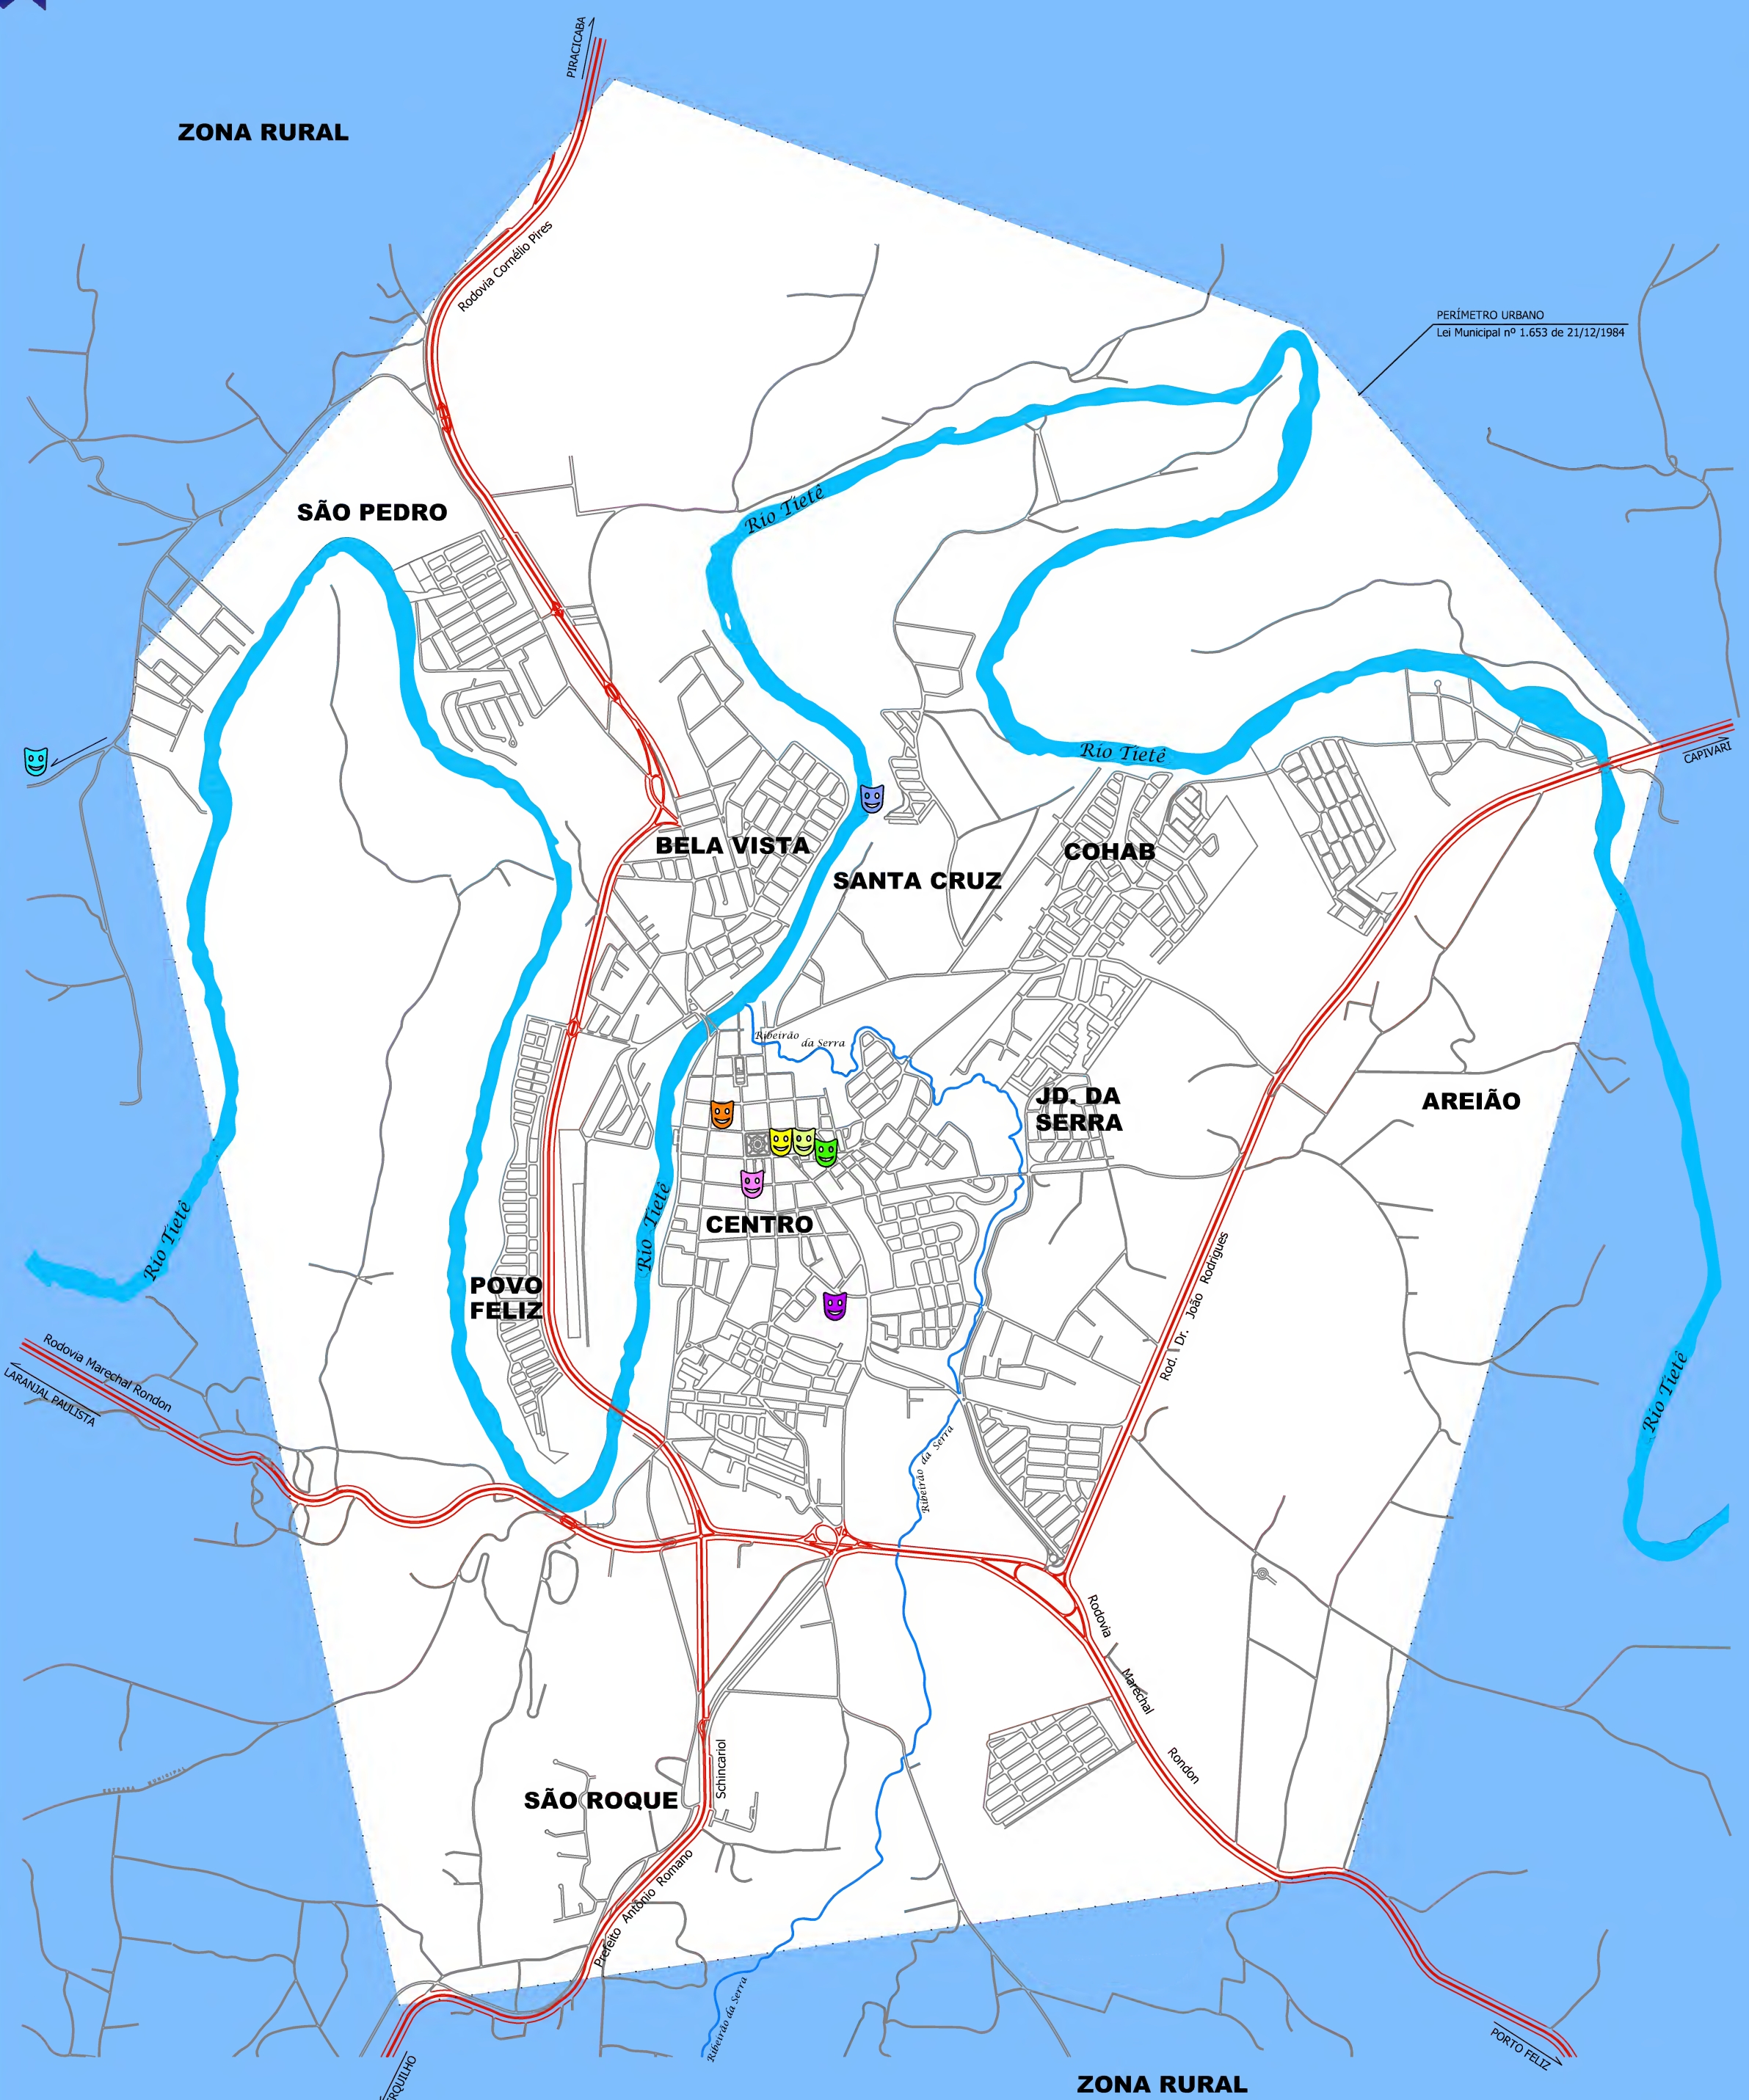 PIRACICABA
ZONA RURAL
Rodovia Cornélio Pires
PERÍMETRO URBANO
Lei Municipal nº 1.653 de 21/12/1984
Rio Tietê
SÃO PEDRO
Rio Tietê
CAPIVARI
BELA VISTA
COHAB
SANTA CRUZ
Ribeirão
da Serra
JD. DA
SERRA
AREIÃO
Rio Tietê
Rio Tietê
CENTRO
POVO
FELIZ
Rod. Dr. João Rodrigues
Rodovia Marechal Rondon
LARANJAL PAULISTA
Rio Tietê
Ribeirão da Serra
Rodovia Marechal Rondon
Schincariol
SÃO ROQUE
ESTRADA MUNICIPAL
Prefeito Antônio Romano
Ribeirão da Serra
PORTO FELIZ
ZONA RURAL